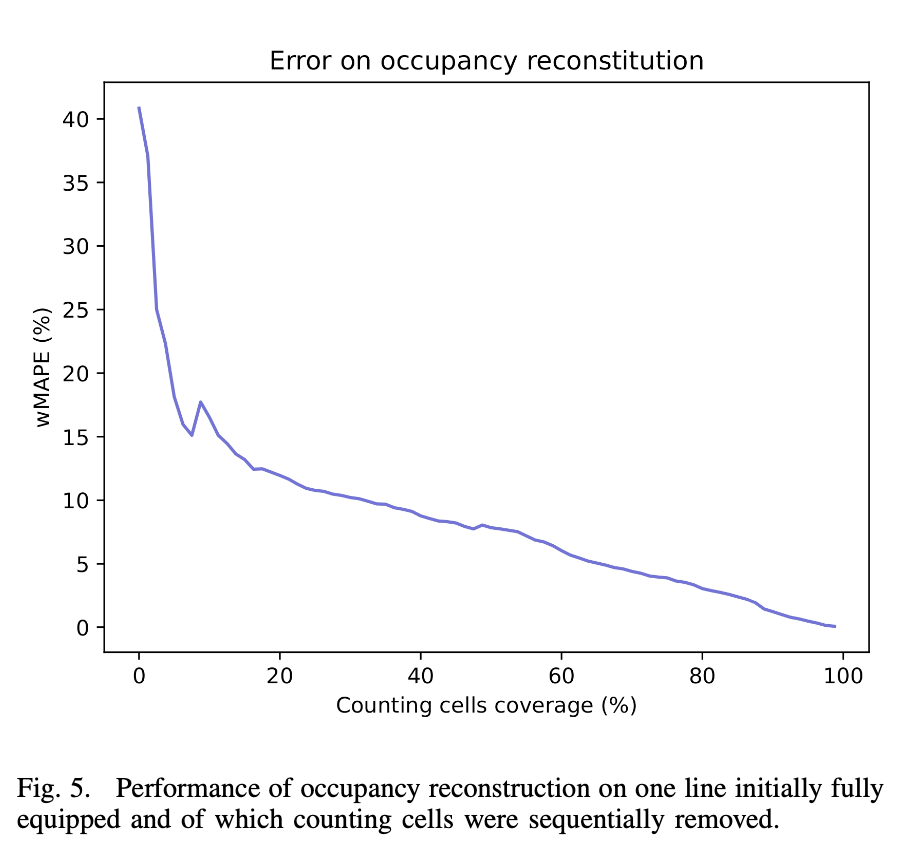 Error on occupancy reconstitution
40
35
30
25
20
15
10
5
0
wMAPE (%)
0 20 40 60 80 100
Counting cells coverage (%)
Fig. 5. Performance of occupancy reconstruction on one line initially fully
equipped and of which counting cells were sequentially removed.